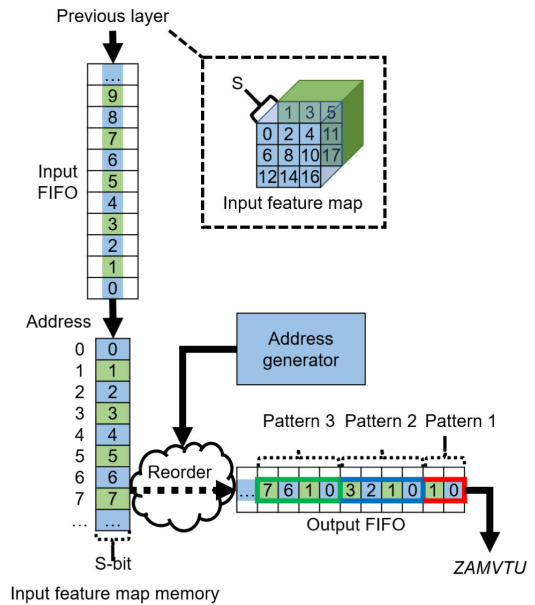 Previous layer
...
9
8
7
6
5
4
3
2
1
0
Input
FIFO
S
1 3 5
0 2 4 11
6 8 10 17
12 14 16
Input feature map
Address
0 0
1 1
2 2
3 3
4 4
5 5
6 6
7 7
... ...
S-bit
Input feature map memory
Address
generator
Reorder
Pattern 3 Pattern 2 Pattern 1
... 7 6 1 0 3 2 1 0 1 0
Output FIFO
ZAMVTU